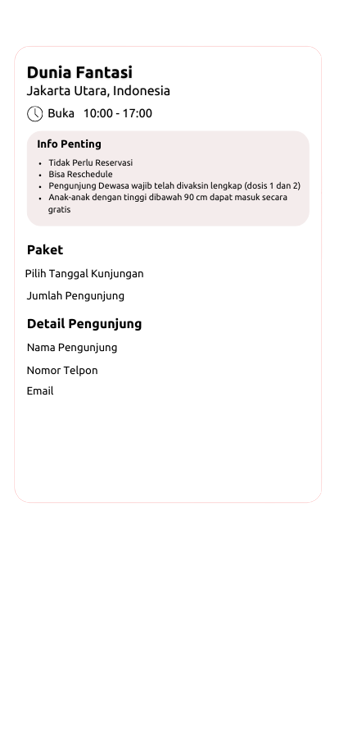 Dunia Fantasi
Jakarta Utara, Indonesia
Buka 10:00 - 17:00
Info Penting
• Tidak Perlu Reservasi
• Bisa Reschedule
• Pengunjung Dewasa wajib telah divaksin lengkap (dosis 1 dan 2)
• Anak-anak dengan tinggi dibawah 90 cm dapat masuk secara
gratis
Paket
Pilih Tanggal Kunjungan
Jumlah Pengunjung
Detail Pengunjung
Nama Pengunjung
Nomor Telpon
Email